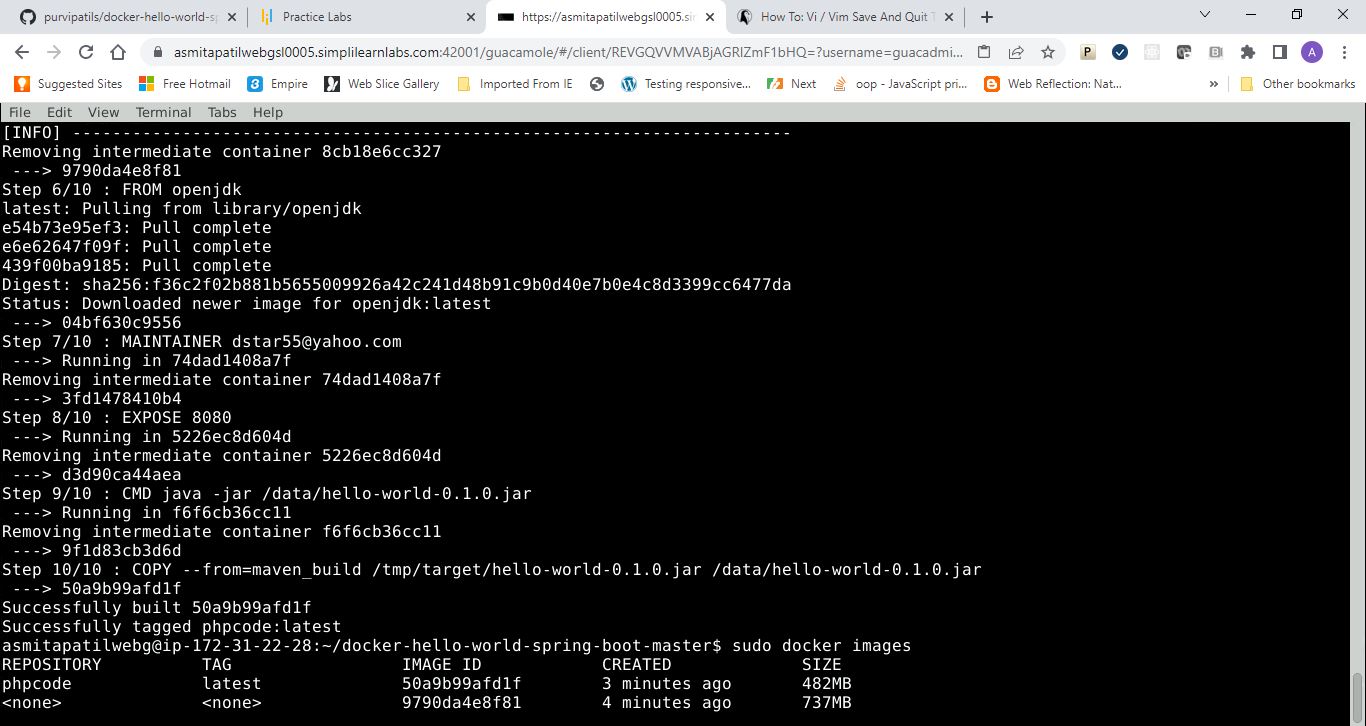 purvipatils/docker-hello-world-sp
Practice Labs
https://asmitapatilwebgsl0005.sim
How To: Vi / Vim Save And Quit T
asmitapatilwebgsl0005.simplilearnlabs.com:42001/guacamole/#/client/REVGQVVMVABjAGRlZmF1bHQ=?username=guacadmi...
P
A
Suggested Sites
Free Hotmail
Empire
Web Slice Gallery
Imported From IE
Testing responsive...
Next
oop - JavaScript pri...
Web Reflection: Nat...
»
Other bookmarks
File Edit View Terminal Tabs Help
[INFO] ------------------------------------------------------------------------
Removing intermediate container 8cb18e6cc327
 ---> 9790da4e8f81
Step 6/10 : FROM openjdk
latest: Pulling from library/openjdk
e54b73e95ef3: Pull complete
e6e62647f09f: Pull complete
439f00ba9185: Pull complete
Digest: sha256:f36c2f02b881b5655009926a42c241d48b91c9b0d40e7b0e4c8d3399cc6477da
Status: Downloaded newer image for openjdk:latest
 ---> 04bf630c9556
Step 7/10 : MAINTAINER dstar55@yahoo.com
 ---> Running in 74dad1408a7f
Removing intermediate container 74dad1408a7f
 ---> 3fd1478410b4
Step 8/10 : EXPOSE 8080
 ---> Running in 5226ec8d604d
Removing intermediate container 5226ec8d604d
 ---> d3d90ca44aea
Step 9/10 : CMD java -jar /data/hello-world-0.1.0.jar
 ---> Running in f6f6cb36cc11
Removing intermediate container f6f6cb36cc11
 ---> 9f1d83cb3d6d
Step 10/10 : COPY --from=maven_build /tmp/target/hello-world-0.1.0.jar /data/hello-world-0.1.0.jar
 ---> 50a9b99afd1f
Successfully built 50a9b99afd1f
Successfully tagged phpcode:latest
asmitapatilwebg@ip-172-31-22-28:~/docker-hello-world-spring-boot-master$ sudo docker images
REPOSITORY          TAG                 IMAGE ID            CREATED             SIZE
phpcode             latest              50a9b99afd1f        3 minutes ago       482MB
<none>              <none>              9790da4e8f81        4 minutes ago       737MB